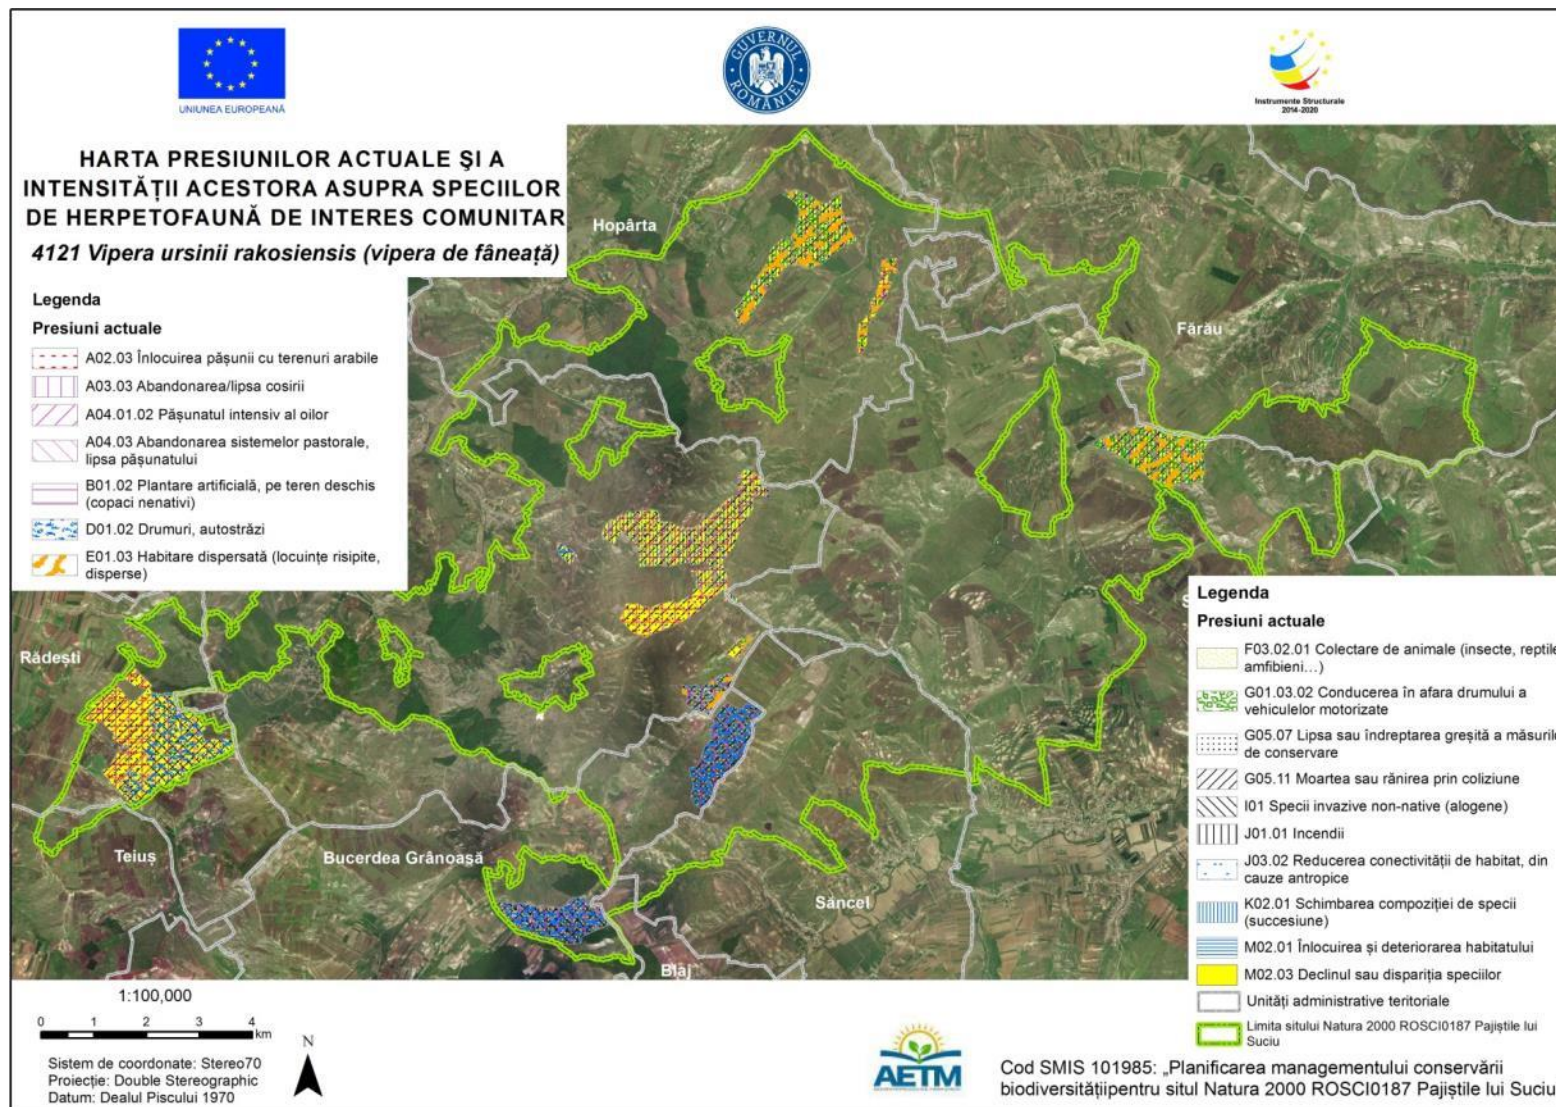 UNIUNEA EUROPEANĂ
GUVERNUL ROMÂNIEI
Instrumente Structurale
2014-2020
HARTA PRESIUNILOR ACTUALE ŞI A
INTENSITĂŢII ACESTORA ASUPRA SPECIILOR
DE HERPETOFAUNĂ DE INTERES COMUNITAR
4121 Vipera ursinii rakosiensis (vipera de fâneaţă)
Legenda
Presiuni actuale
A02.03 Înlocuirea păşunii cu terenuri arabile
A03.03 Abandonarea/lipsa cosirii
A04.01.02 Păşunatul intensiv al oilor
A04.03 Abandonarea sistemelor pastorale,
lipsa păşunatului
B01.02 Plantare artificială, pe teren deschis
(copaci nenativi)
D01.02 Drumuri, autostrăzi
E01.03 Habitare dispersată (locuinţe risipite,
disperse)
Hopârta
Fărău
Rădeşti
Teiuş
Bucerdea Grânoasă
Sâncel
Blaj
S
Legenda
Presiuni actuale
F03.02.01 Colectare de animale (insecte, reptile
amfibieni...)
G01.03.02 Conducerea în afara drumului a
vehiculelor motorizate
G05.07 Lipsa sau îndreptarea greşită a măsurile
de conservare
G05.11 Moartea sau rănirea prin coliziune
I01 Specii invazive non-native (alogene)
J01.01 Incendii
J03.02 Reducerea conectivităţii de habitat, din
cauze antropice
K02.01 Schimbarea compoziţiei de specii
(succesiune)
M02.01 Înlocuirea şi deteriorarea habitatului
M02.03 Declinul sau dispariţia speciilor
Unităţi administrative teritoriale
Limita sitului Natura 2000 ROSCI0187 Pajiştile lui
Suciu
1:100,000
0 1 2 3 4
km
N
Sistem de coordonate: Stereo70
Proiecţie: Double Stereographic
Datum: Dealul Piscului 1970
AETM
Cod SMIS 101985: „Planificarea managementului conservării
biodiversităţiipentru situl Natura 2000 ROSCI0187 Pajiştile lui Suciu